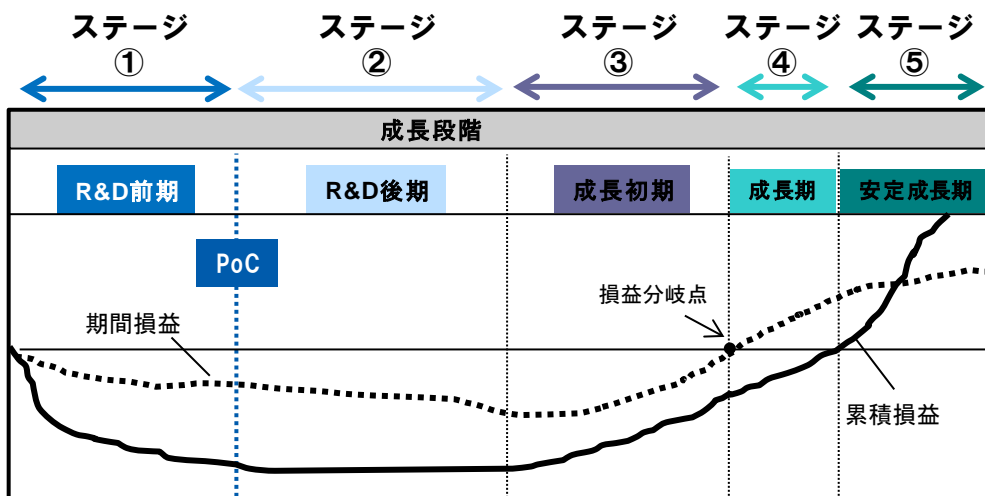 ステージ
①
ステージ
②
ステージ
③
ステージ
④
ステージ
⑤
成長段階
R&D前期
R&D後期
成長初期
成長期
安定成長期
PoC
損益分岐点
期間損益
累積損益